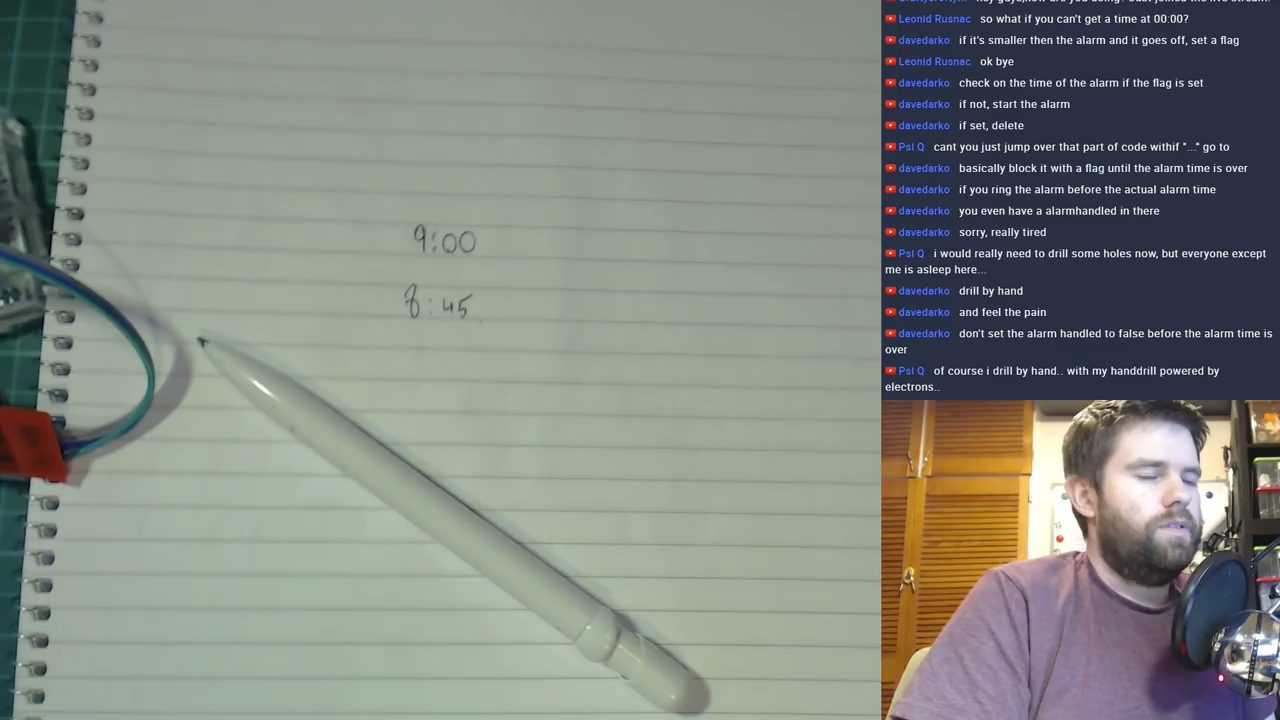 9:00
8:45
Leonid Rusnac so what if you can't get a time at 00:00?
davedarko if it's smaller then the alarm and it goes off, set a flag
Leonid Rusnac ok bye
davedarko check on the time of the alarm if the flag is set
davedarko if not, start the alarm
davedarko if set, delete
Psi Q cant you just jump over that part of code withif "..." go to
davedarko basically block it with a flag until the alarm time is over
davedarko if you ring the alarm before the actual alarm time
davedarko you even have a alarmhandled in there
davedarko sorry, really tired
Psi Q i would really need to drill some holes now, but everyone except
me is asleep here...
davedarko drill by hand
davedarko and feel the pain
davedarko don't set the alarm handled to false before the alarm time is
over
Psi Q of course i drill by hand.. with my handdrill powered by
electrons..